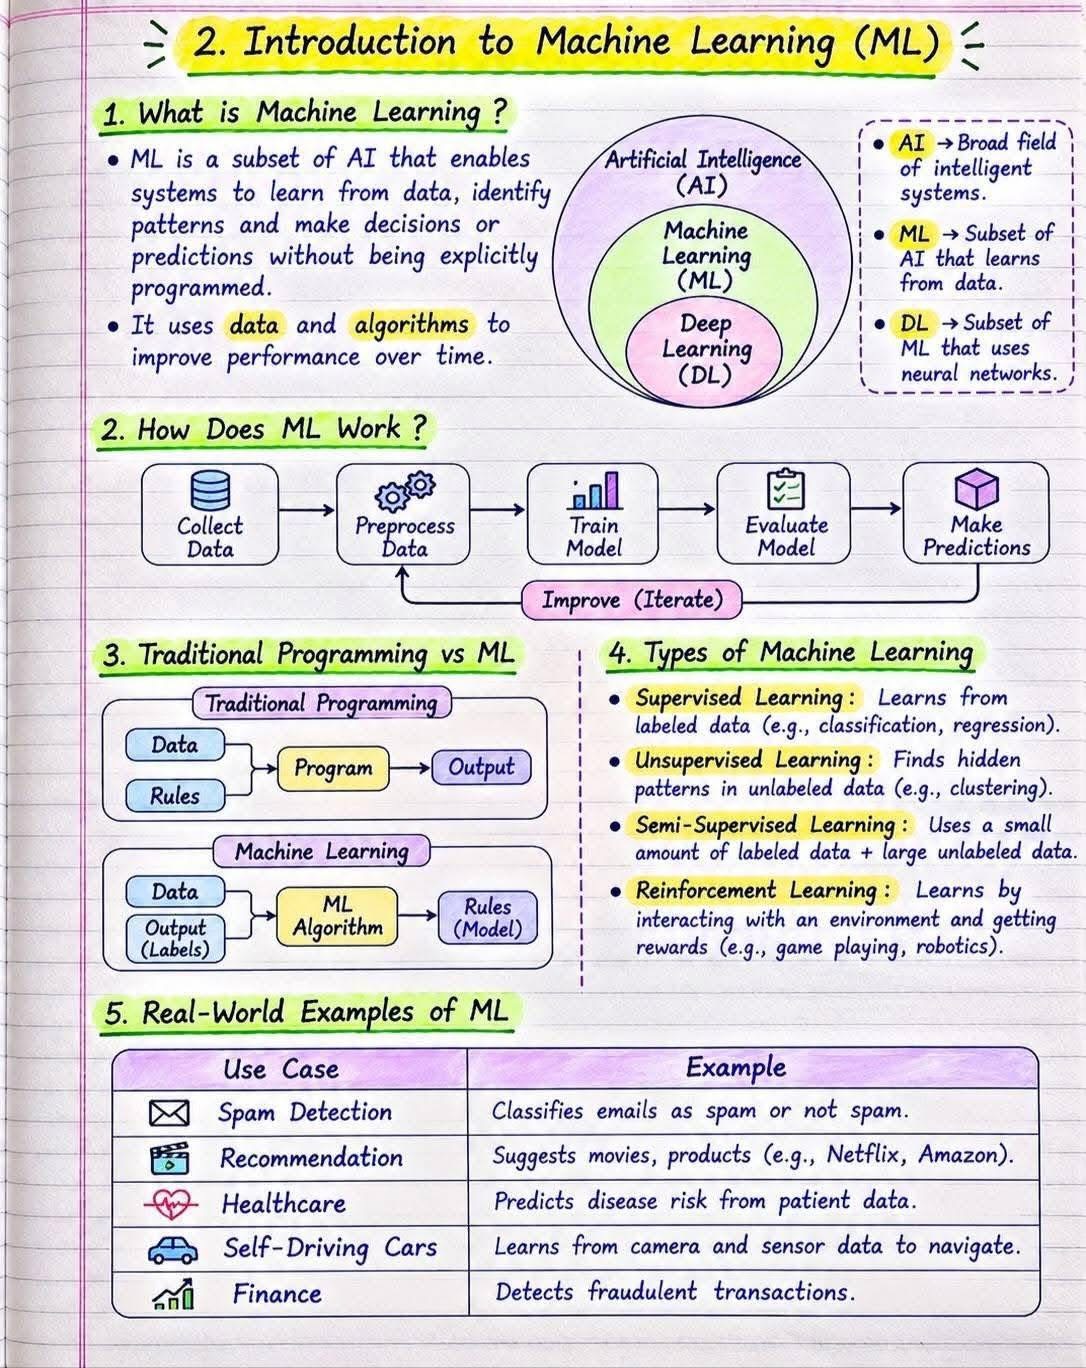 2. Introduction to Machine Learning (ML)
1. What is Machine Learning ?
• ML is a subset of AI that enables
systems to learn from data, identify
patterns and make decisions or
predictions without being explicitly
programmed.
• It uses data and algorithms to
improve performance over time.
Artificial Intelligence
(AI)
Machine
Learning
(ML)
Deep
Learning
(DL)
• AI → Broad field
of intelligent
systems.
• ML → Subset of
AI that learns
from data.
• DL → Subset of
ML that uses
neural networks.
2. How Does ML Work ?
Collect
Data
Preprocess
Data
Train
Model
Evaluate
Model
Make
Predictions
Improve (Iterate)
3. Traditional Programming vs ML
Traditional Programming
Data
Rules
Program
Output
Machine Learning
Data
Output
(Labels)
ML
Algorithm
Rules
(Model)
4. Types of Machine Learning
• Supervised Learning : Learns from
labeled data (e.g., classification, regression).
• Unsupervised Learning : Finds hidden
patterns in unlabeled data (e.g., clustering).
• Semi-Supervised Learning : Uses a small
amount of labeled data + large unlabeled data.
• Reinforcement Learning : Learns by
interacting with an environment and getting
rewards (e.g., game playing, robotics).
5. Real-World Examples of ML
Use Case Example
Spam Detection Classifies emails as spam or not spam.
Recommendation Suggests movies, products (e.g., Netflix, Amazon).
Healthcare Predicts disease risk from patient data.
Self-Driving Cars Learns from camera and sensor data to navigate.
Finance Detects fraudulent transactions.